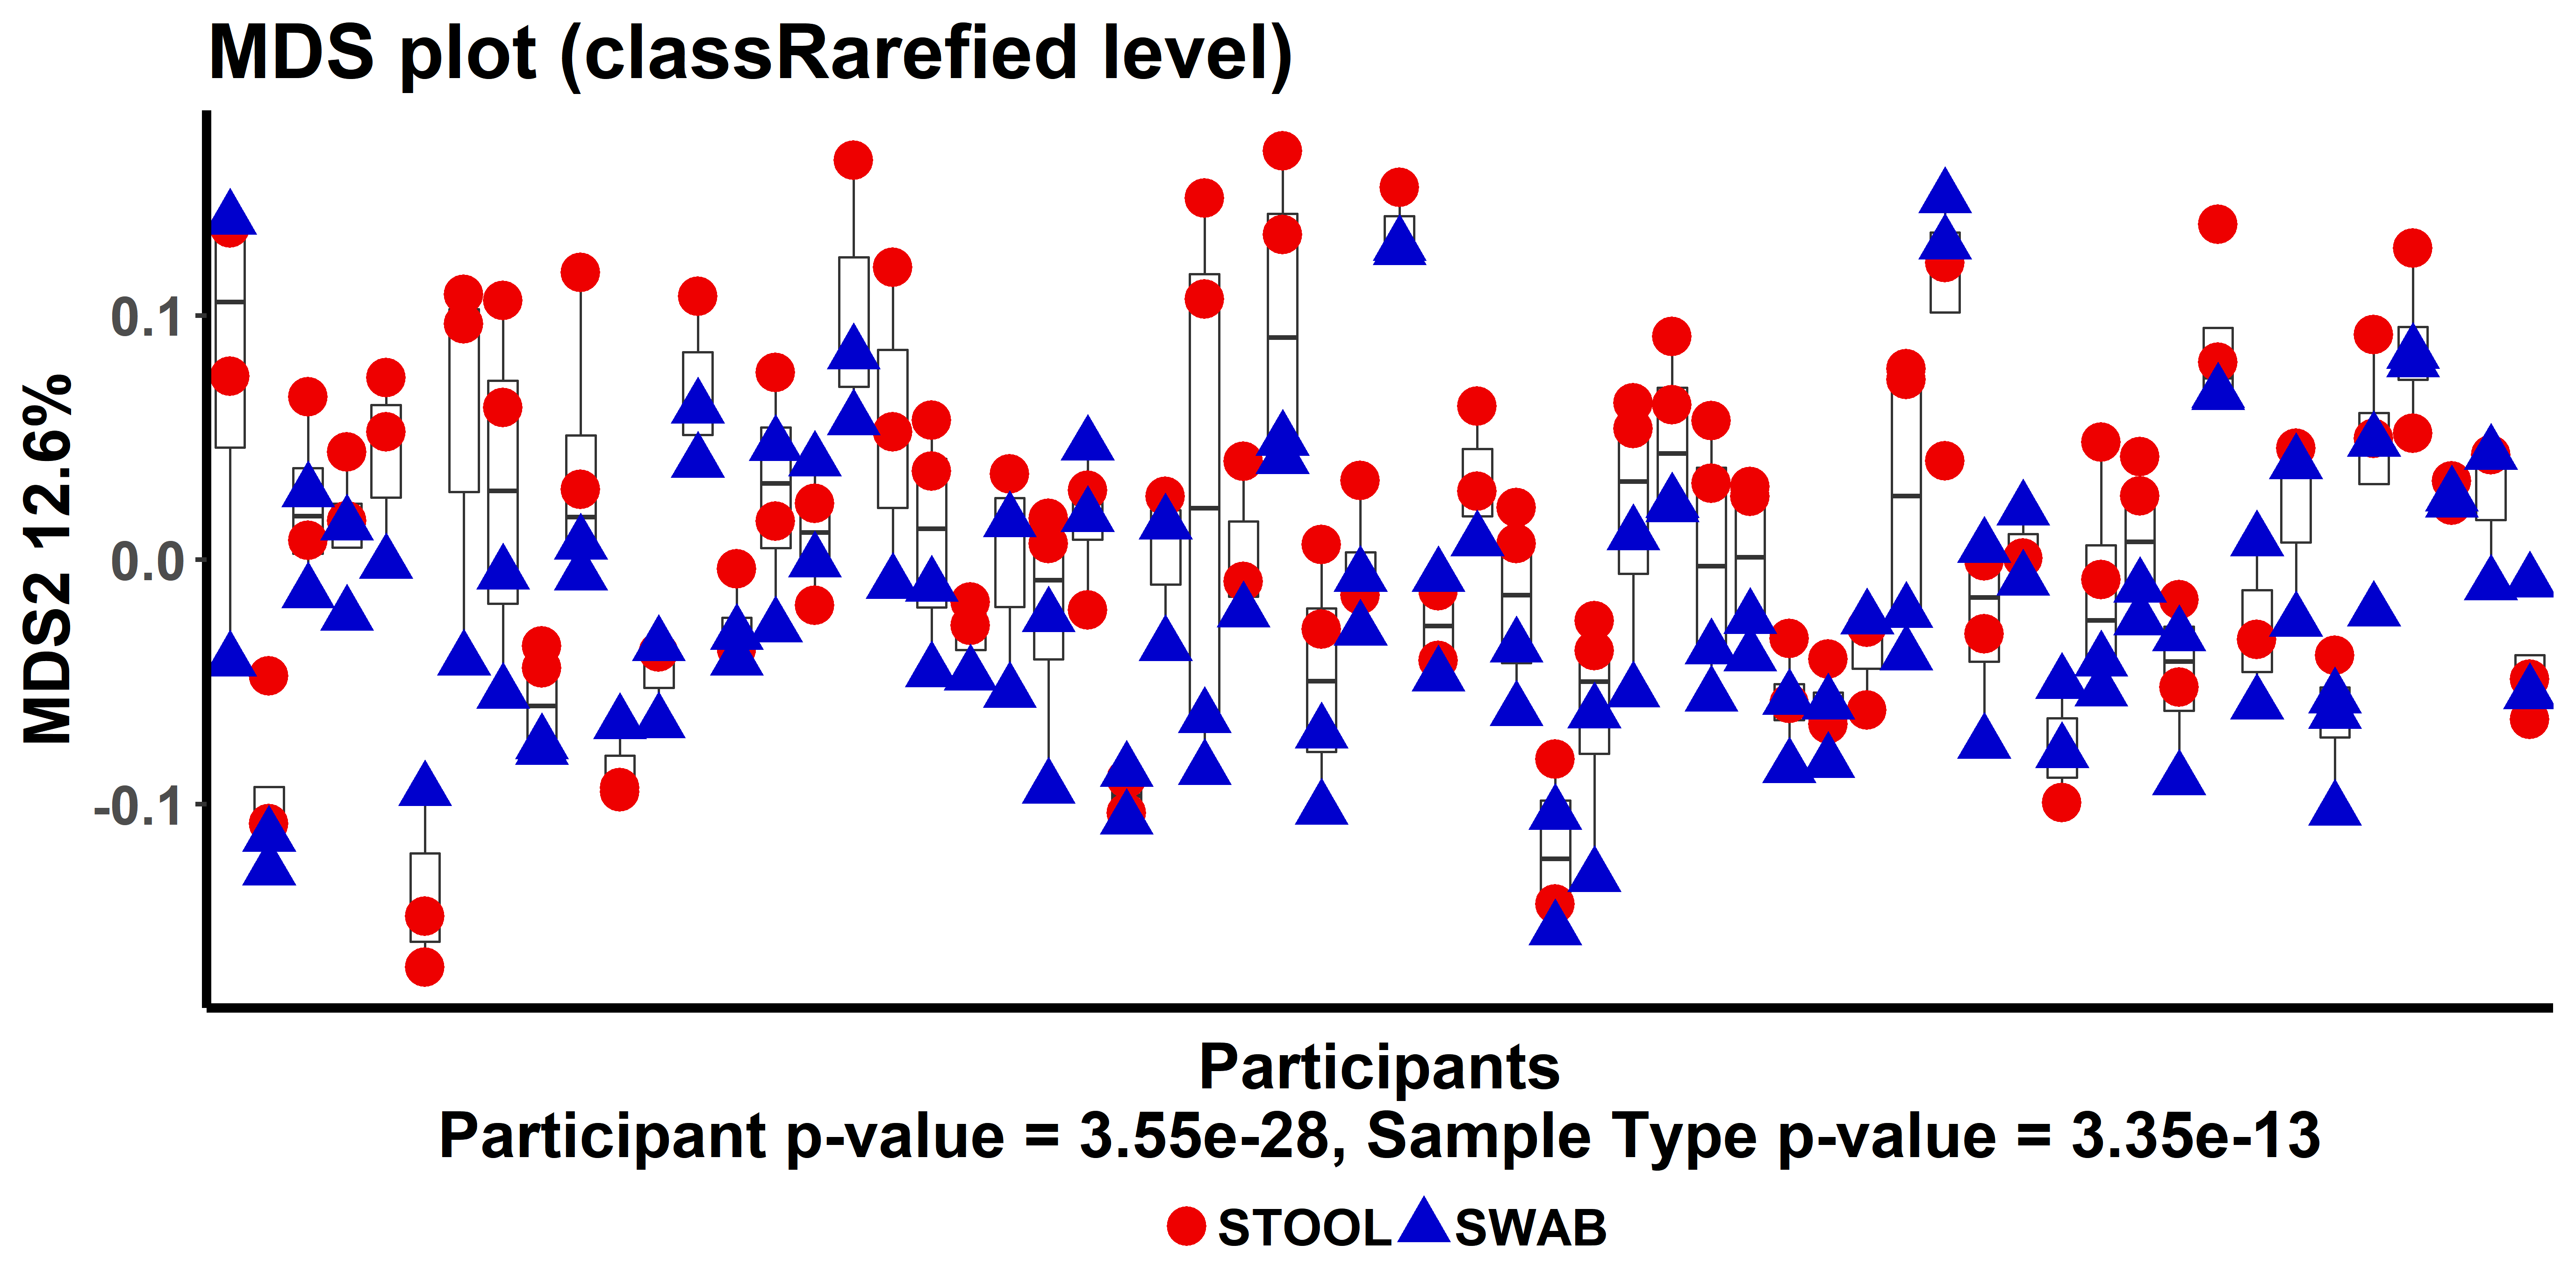 MDS plot (classRarefied level)
MDS2 12.6%
0.1
0.0
-0.1
Participants
Participant p-value = 3.55e-28, Sample Type p-value = 3.35e-13
STOOL SWAB